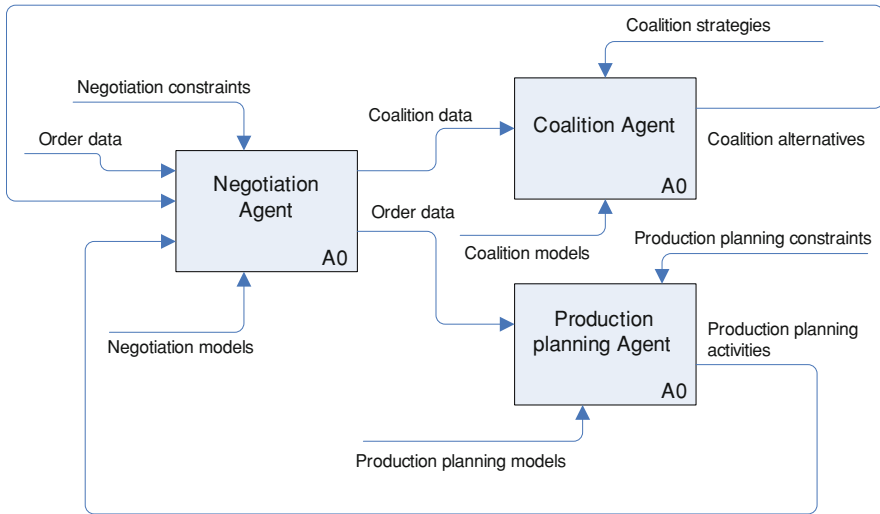 Coalition strategies
Negotiation constraints
Coalition data
Coalition Agent
Order data
Coalition alternatives
Negotiation
Agent
A0
Order data
A0
Production planning constraints
Coalition models
Production
planning Agent
Production planning
activities
Negotiation models
A0
Production planning models